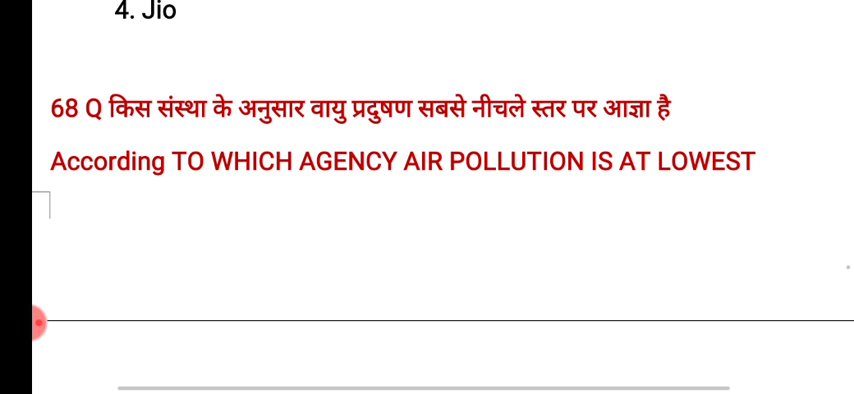 4. Jio
68 Q किस संस्था के अनुसार वायु प्रदुषण सबसे नीचले स्तर पर आज्ञा है
According TO WHICH AGENCY AIR POLLUTION IS AT LOWEST